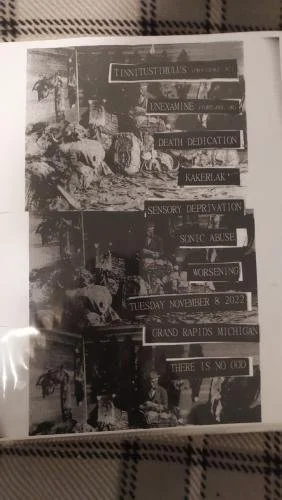 TINNITUSTIMULUS
UNEXAMINE
DEATH DEDICATION
KAKERLAK
SENSORY DEPRIVATION
SONIC ABUSE
WORSENING
TUESDAY NOVEMBER 8 2022
GRAND RAPIDS MICHIGAN
THERE IS NO GOD